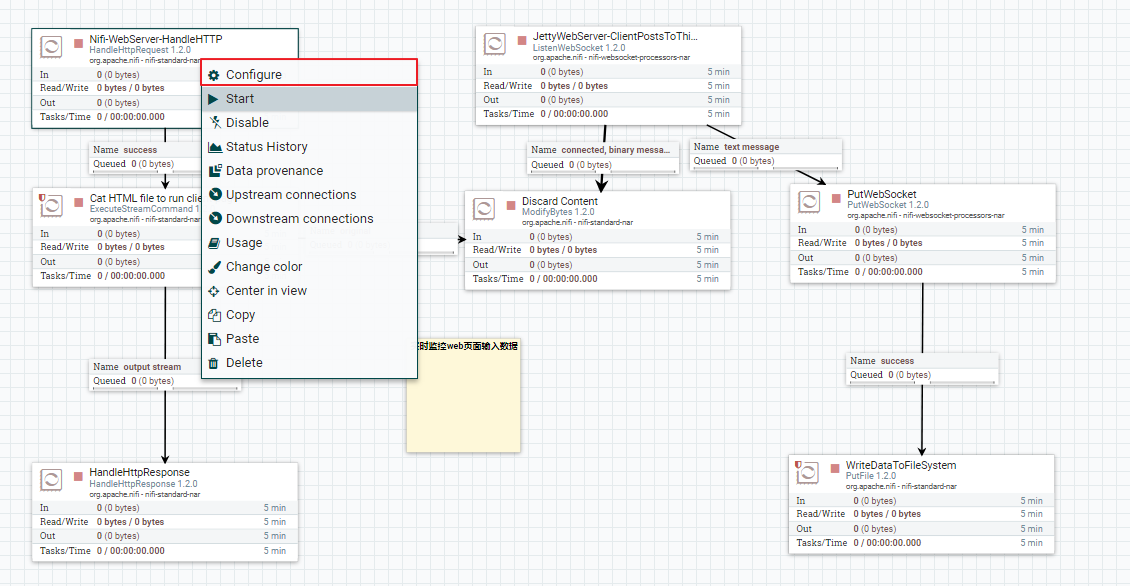 Nifi-WebServer-HandleHTTP
HandleHttpRequest 1.2.0
org.apache.nifi - nifi-standard-nar
In 0 (0 bytes)
Read/Write 0 bytes / 0 bytes
Out 0 (0 bytes)
Tasks/Time 0 / 00:00:00.000
Name success
Queued 0 (0 bytes)
Cat HTML file to run clie
ExecuteStreamCommand 1
org.apache.nifi - nifi-standard-nar
In 0 (0 bytes)
Read/Write 0 bytes / 0 bytes
Out 0 (0 bytes)
Tasks/Time 0 / 00:00:00.000
Name output stream
Queued 0 (0 bytes)
HandleHttpResponse
HandleHttpResponse 1.2.0
org.apache.nifi - nifi-standard-nar
In 0 (0 bytes) 5 min
Read/Write 0 bytes / 0 bytes 5 min
Out 0 (0 bytes) 5 min
Tasks/Time 0 / 00:00:00.000 5 min
Configure
Start
Disable
Status History
Data provenance
Upstream connections
Downstream connections
Usage
Change color
Center in view
Copy
Paste
Delete
时监控web页面输入数据
JettyWebServer-ClientPostsToThi...
ListenWebSocket 1.2.0
org.apache.nifi - nifi-websocket-processors-nar
In 0 (0 bytes) 5 min
Read/Write 0 bytes / 0 bytes 5 min
Out 0 (0 bytes) 5 min
Tasks/Time 0 / 00:00:00.000 5 min
Name connected, binary messa...
Queued 0 (0 bytes)
Name text message
Queued 0 (0 bytes)
Discard Content
ModifyBytes 1.2.0
org.apache.nifi - nifi-standard-nar
In 0 (0 bytes) 5 min
Read/Write 0 bytes / 0 bytes 5 min
Out 0 (0 bytes) 5 min
Tasks/Time 0 / 00:00:00.000 5 min
PutWebSocket
PutWebSocket 1.2.0
org.apache.nifi - nifi-websocket-processors-nar
In 0 (0 bytes) 5 min
Read/Write 0 bytes / 0 bytes 5 min
Out 0 (0 bytes) 5 min
Tasks/Time 0 / 00:00:00.000 5 min
Name success
Queued 0 (0 bytes)
WriteDataToFileSystem
PutFile 1.2.0
org.apache.nifi - nifi-standard-nar
In 0 (0 bytes) 5 min
Read/Write 0 bytes / 0 bytes 5 min
Out 0 (0 bytes) 5 min
Tasks/Time 0 / 00:00:00.000 5 min